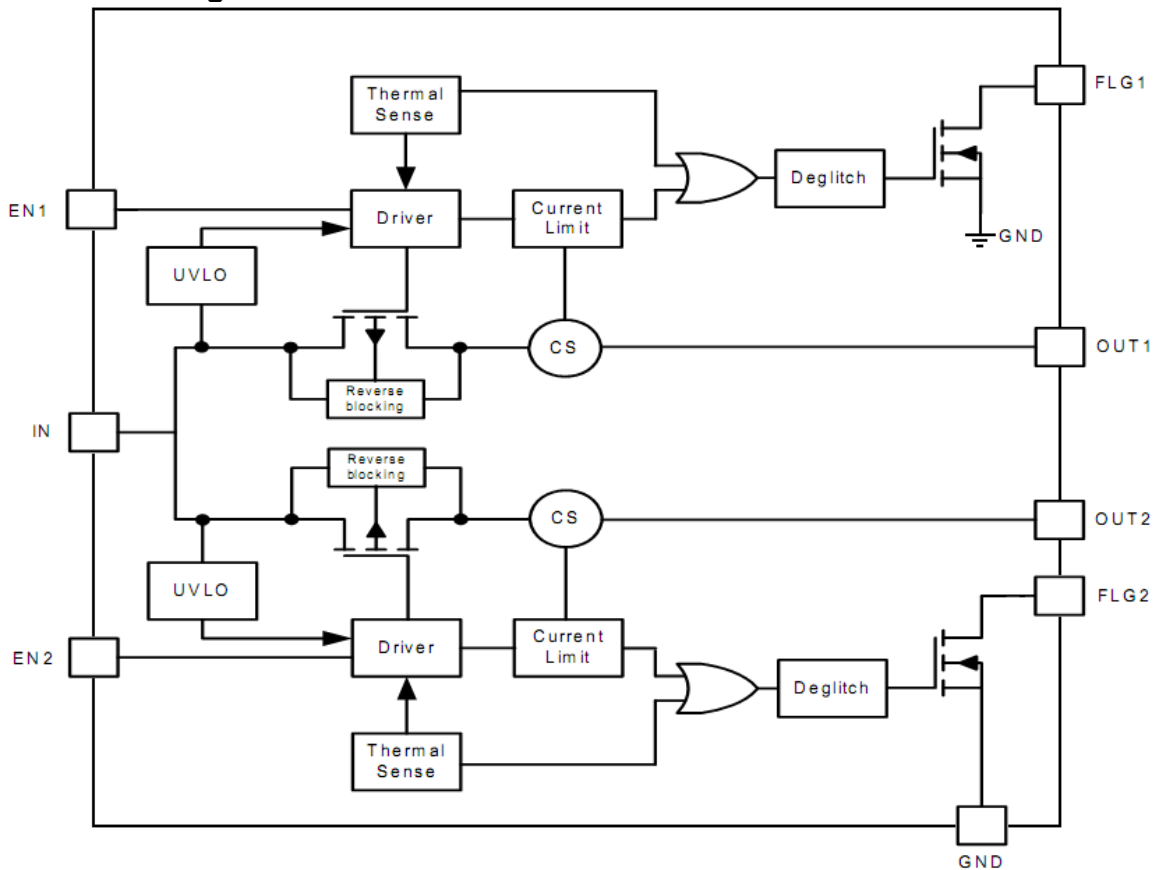 Thermal
Sense
FLG1
Deglitch
EN1
Driver
Current
Limit
GND
UVLO
CS
OUT1
Reverse
blocking
IN
Reverse
blocking
CS
OUT2
UVLO
FLG2
EN2
Driver
Current
Limit
Deglitch
Thermal
Sense
GND